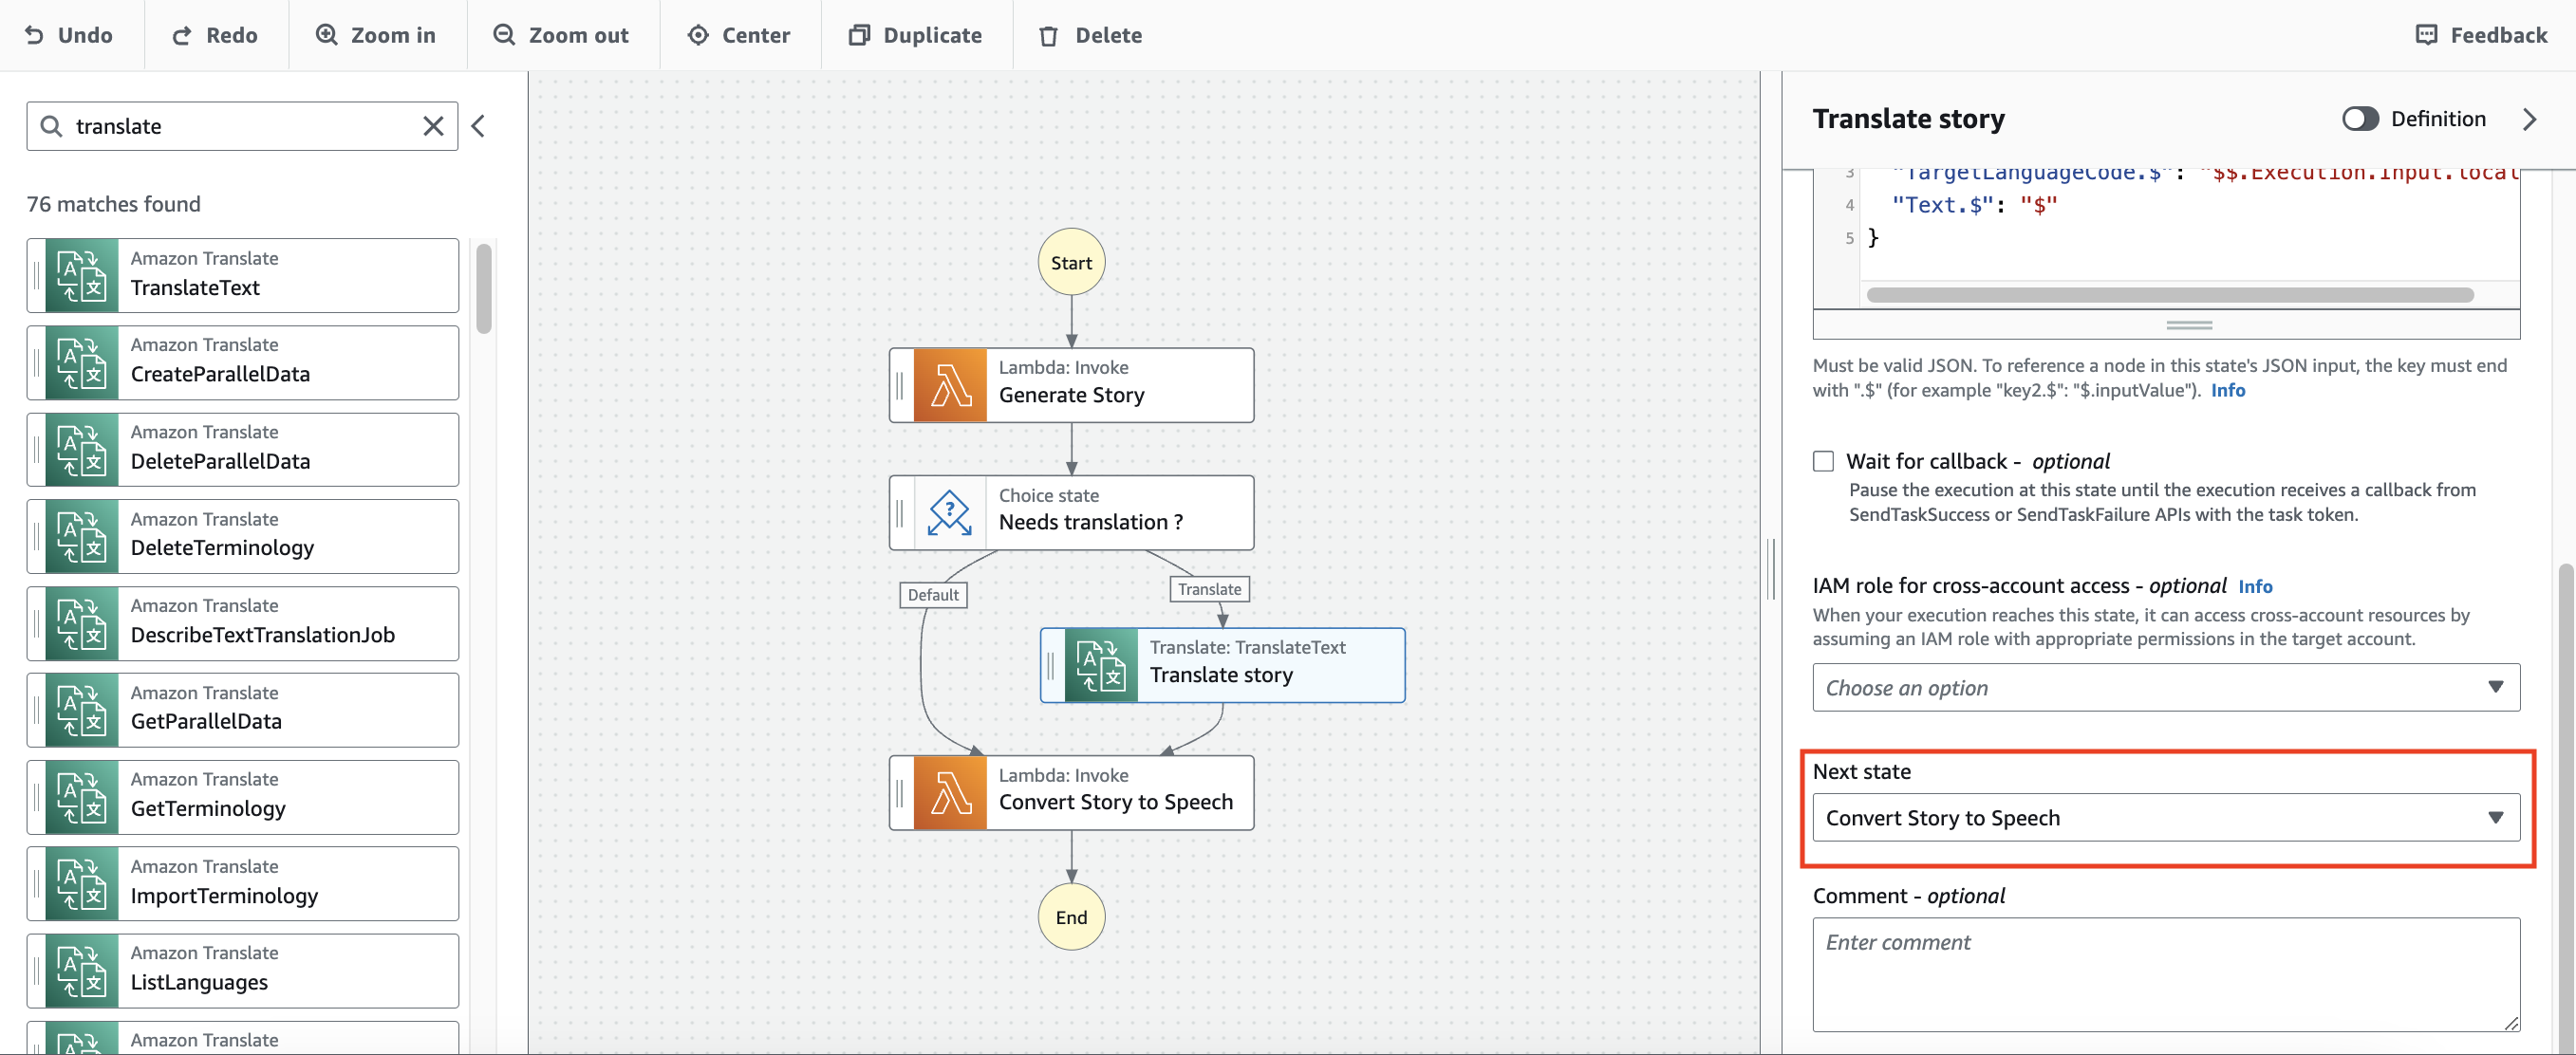 Undo
Redo
Zoom in
Zoom out
Center
Duplicate
Delete
Feedback
translate
76 matches found
Amazon Translate
TranslateText
Amazon Translate
CreateParallelData
Amazon Translate
DeleteParallelData
Amazon Translate
DeleteTerminology
Amazon Translate
DescribeTextTranslationJob
Amazon Translate
GetParallelData
Amazon Translate
GetTerminology
Amazon Translate
ImportTerminology
Amazon Translate
ListLanguages
Amazon Translate
Start
Lambda: Invoke
Generate Story
Choice state
Needs translation ?
Default
Translate
Translate: TranslateText
Translate story
Lambda: Invoke
Convert Story to Speech
End
Translate story
Definition
3 "TargetLanguageCode.$": "$$.Execution.Input.local
4 "Text.$": "$"
5 }
Must be valid JSON. To reference a node in this state's JSON input, the key must end
with ".$" (for example "key2.$": "$.inputValue"). Info
Wait for callback - optional
Pause the execution at this state until the execution receives a callback from
SendTaskSuccess or SendTaskFailure APIs with the task token.
IAM role for cross-account access - optional Info
When your execution reaches this state, it can access cross-account resources by
assuming an IAM role with appropriate permissions in the target account.
Choose an option
Next state
Convert Story to Speech
Comment - optional
Enter comment